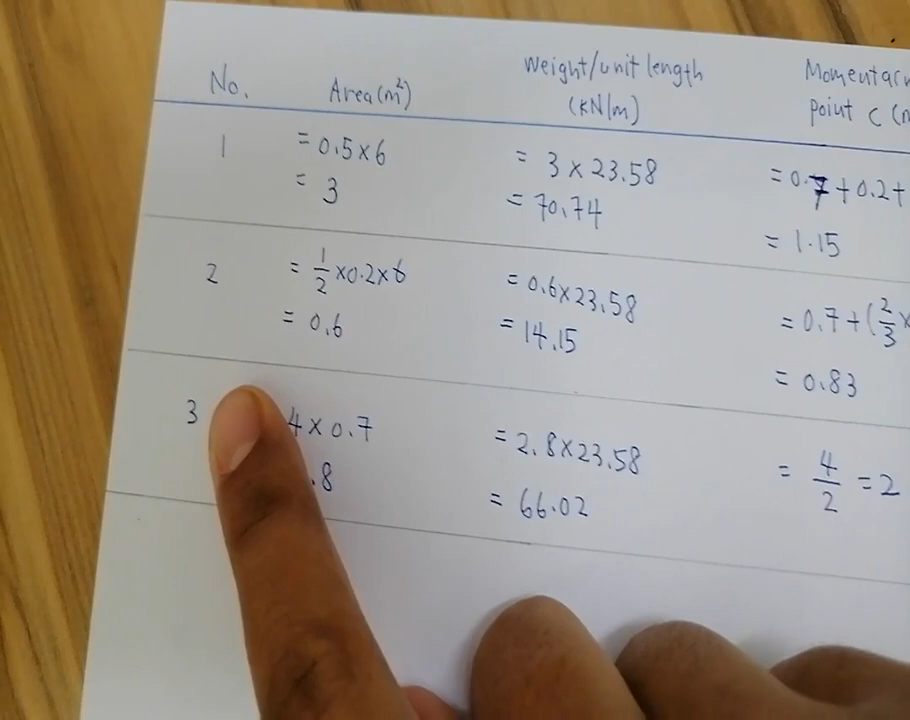 No. Area (m²) Weight/unit length (kN/m) point C
1 = 0.5 x 6 = 3 x 23.58 = 0.7 + 0.2 +
= 3 = 70.74 = 1.15
2 = 1/2 x 0.2 x 6 = 0.6 x 23.58 = 0.7 + (2/3 x
= 0.6 = 14.15 = 0.83
3 4 x 0.7 = 2.8 x 23.58 = 4/2 = 2
.8 = 66.02